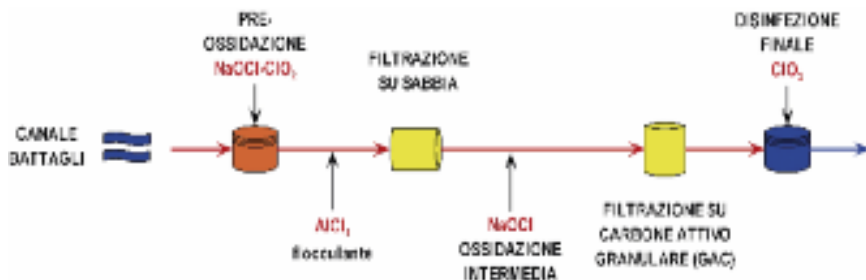 PRE-
OSSIDAZIONE
NaOCl-ClO₂
FILTRAZIONE
SU SABBIA
DISINFEZIONE
FINALE
ClO₂
CANALE
BATTAGLI
AlCl₃
flocculante
NaOCl
OSSIDAZIONE
INTERMEDIA
FILTRAZIONE SU
CARBONE ATTIVO
GRANULARE (GAC)